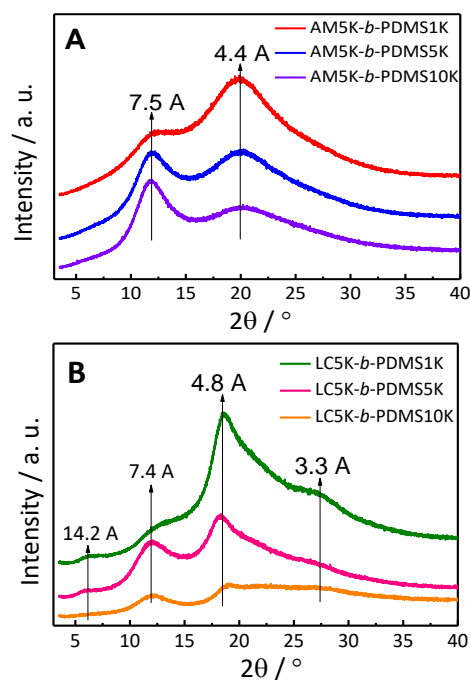 A
AM5K-b-PDMS1K
AM5K-b-PDMS5K
AM5K-b-PDMS10K
4.4 A
7.5 A
Intensity / a. u.
5 10 15 20 25 30 35 40
2θ / °
B
LC5K-b-PDMS1K
LC5K-b-PDMS5K
LC5K-b-PDMS10K
4.8 A
7.4 A
3.3 A
14.2 A
Intensity / a. u.
5 10 15 20 25 30 35 40
2θ / °